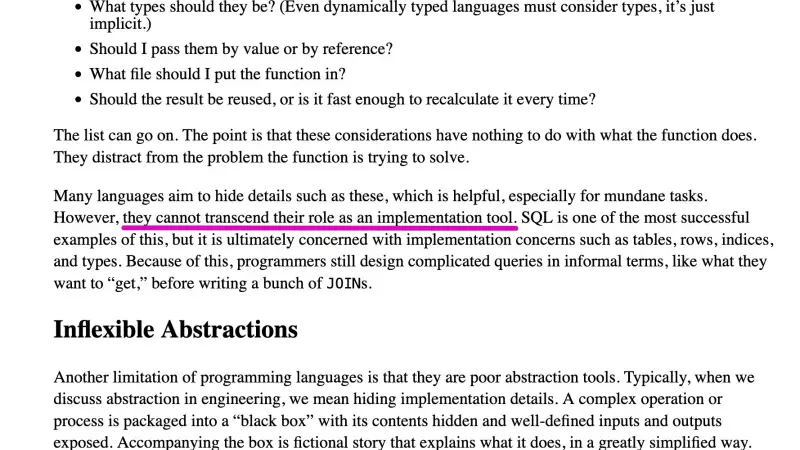 • What types should they be? (Even dynamically typed languages must consider types, it’s just
implicit.)
• Should I pass them by value or by reference?
• What file should I put the function in?
• Should the result be reused, or is it fast enough to recalculate it every time?
The list can go on. The point is that these considerations have nothing to do with what the function does.
They distract from the problem the function is trying to solve.
Many languages aim to hide details such as these, which is helpful, especially for mundane tasks.
However, they cannot transcend their role as an implementation tool. SQL is one of the most successful
examples of this, but it is ultimately concerned with implementation concerns such as tables, rows, indices,
and types. Because of this, programmers still design complicated queries in informal terms, like what they
want to “get,” before writing a bunch of JOINs.
Inflexible Abstractions
Another limitation of programming languages is that they are poor abstraction tools. Typically, when we
discuss abstraction in engineering, we mean hiding implementation details. A complex operation or
process is packaged into a “black box” with its contents hidden and well-defined inputs and outputs
exposed. Accompanying the box is fictional story that explains what it does, in a greatly simplified way.